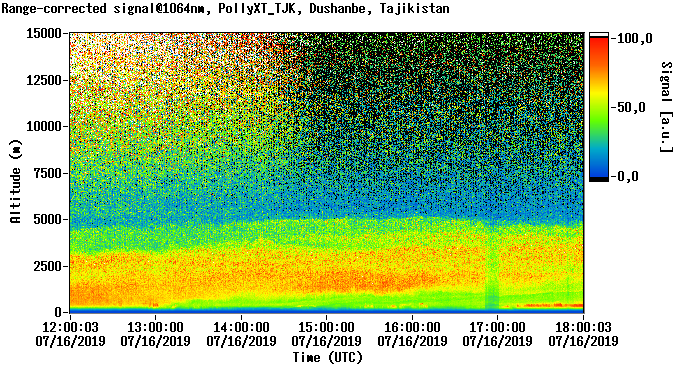 Range-corrected signal@1064nm, PollyXT_TJK, Dushanbe, Tajikistan
15000
12500
10000
7500
5000
2500
0
Altitude (m)
100,0
50,0
0,0
Signal [a.u.]
12:00:03 13:00:00 14:00:00 15:00:00 16:00:00 17:00:00 18:00:03
07/16/2019 07/16/2019 07/16/2019 07/16/2019 07/16/2019 07/16/2019 07/16/2019
Time (UTC)